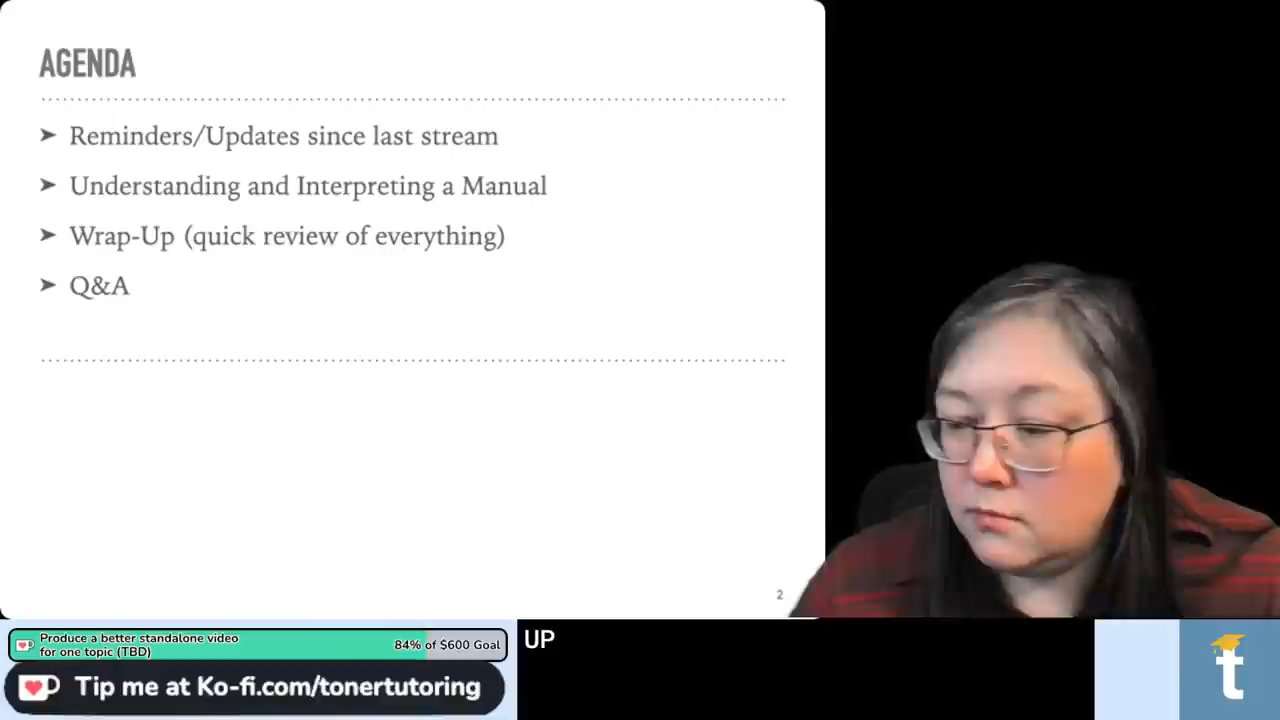 AGENDA
➤ Reminders/Updates since last stream
➤ Understanding and Interpreting a Manual
➤ Wrap-Up (quick review of everything)
➤ Q&A
2
Produce a better standalone video
for one topic (TBD)
84% of $600 Goal
Tip me at Ko-fi.com/tonertutoring
UP
t